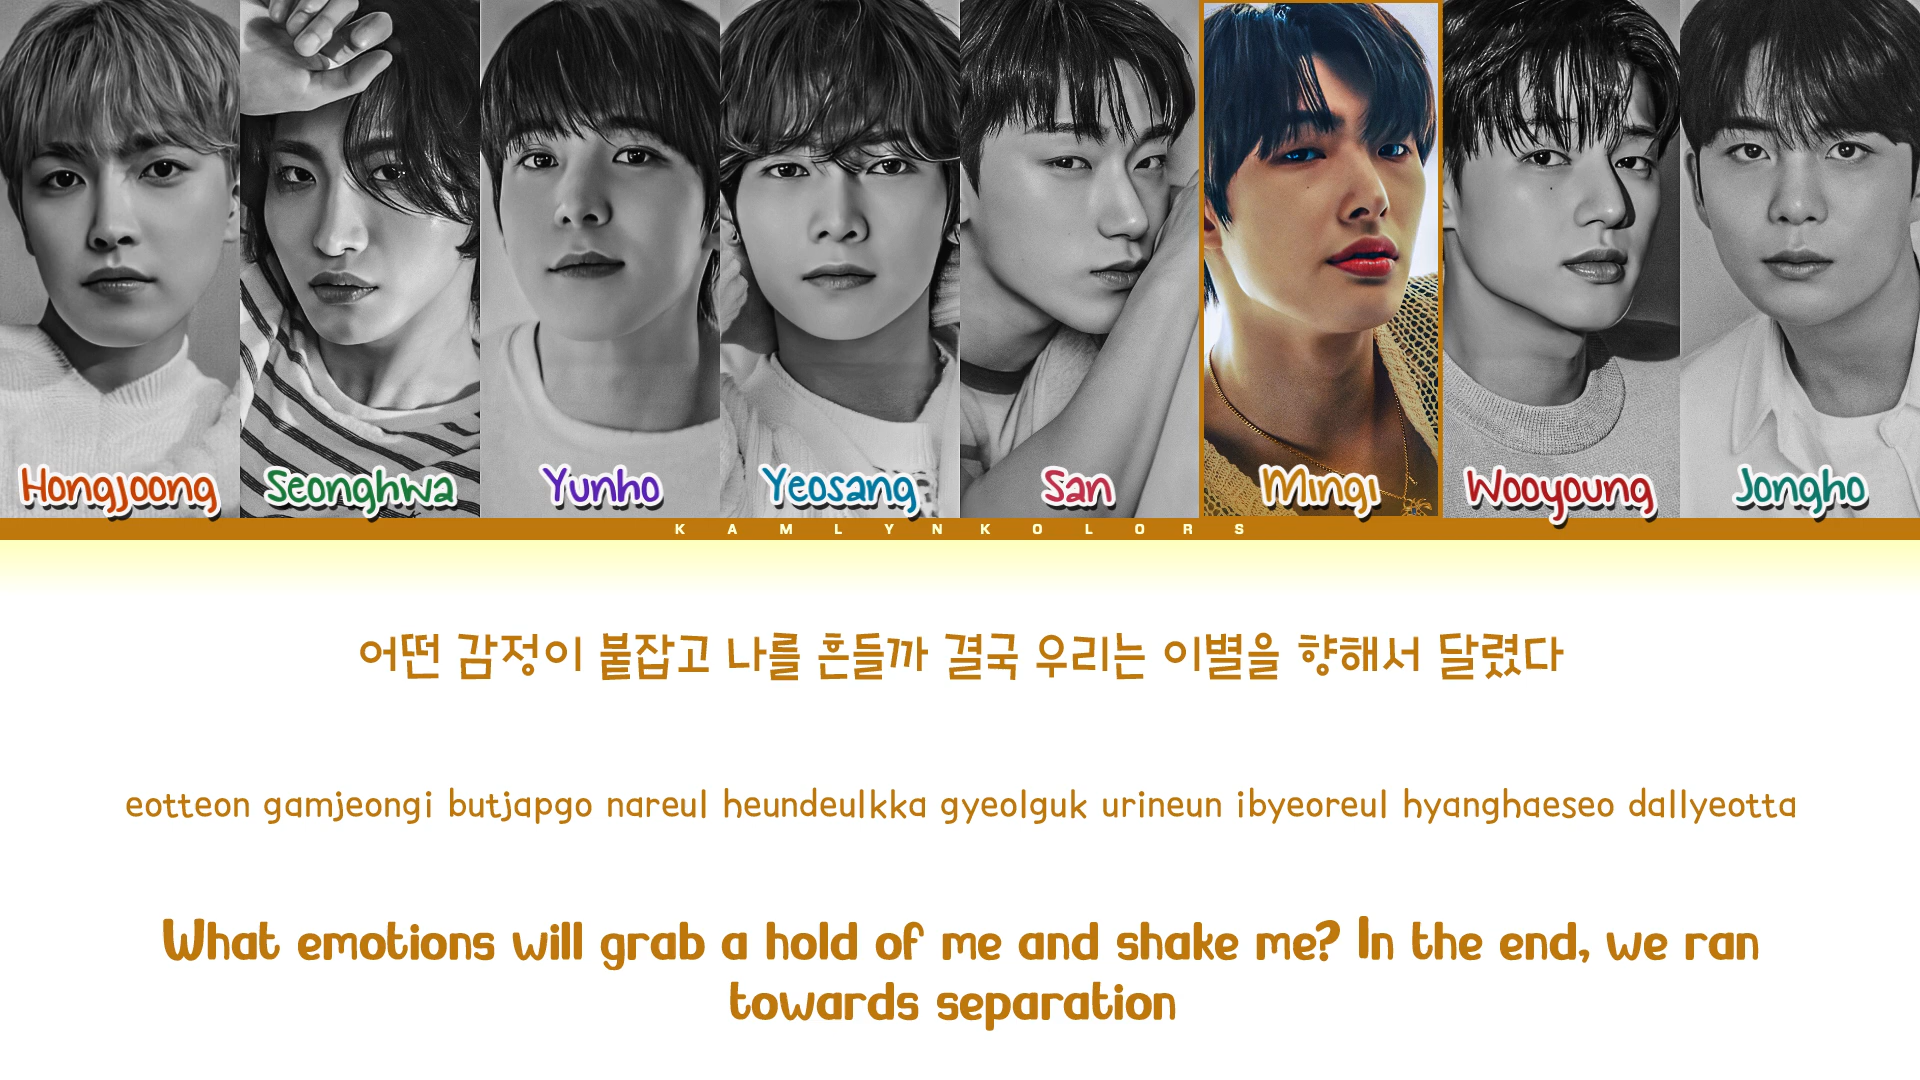 Hongjoong Seonghwa Yunho Yeosang San Mingi Wooyoung Jongho
KAMLYNKOLORS
어떤 감정이 붙잡고 나를 흔들까 결국 우리는 이별을 향해서 달렸다
eotteon gamjeongi butjapgo nareul heundeulkka gyeolguk urineun ibyeoreul hyanghaeseo dallyeotta
What emotions will grab a hold of me and shake me? In the end, we ran
towards separation